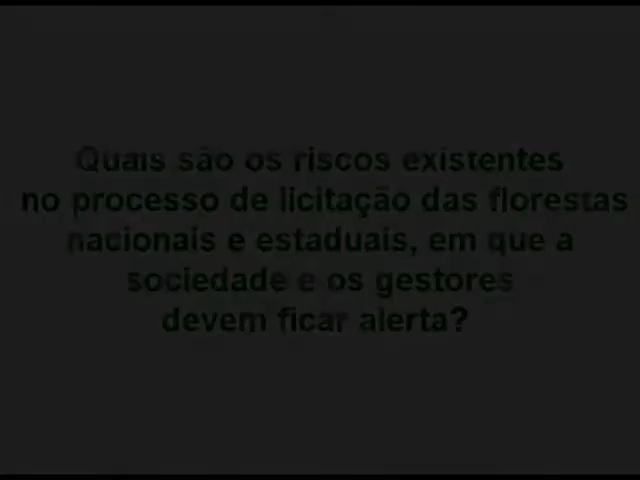 Quais são os riscos existentes
no processo de licitação das florestas
nacionais e estaduais, em que a
sociedade e os gestores
devem ficar alerta?